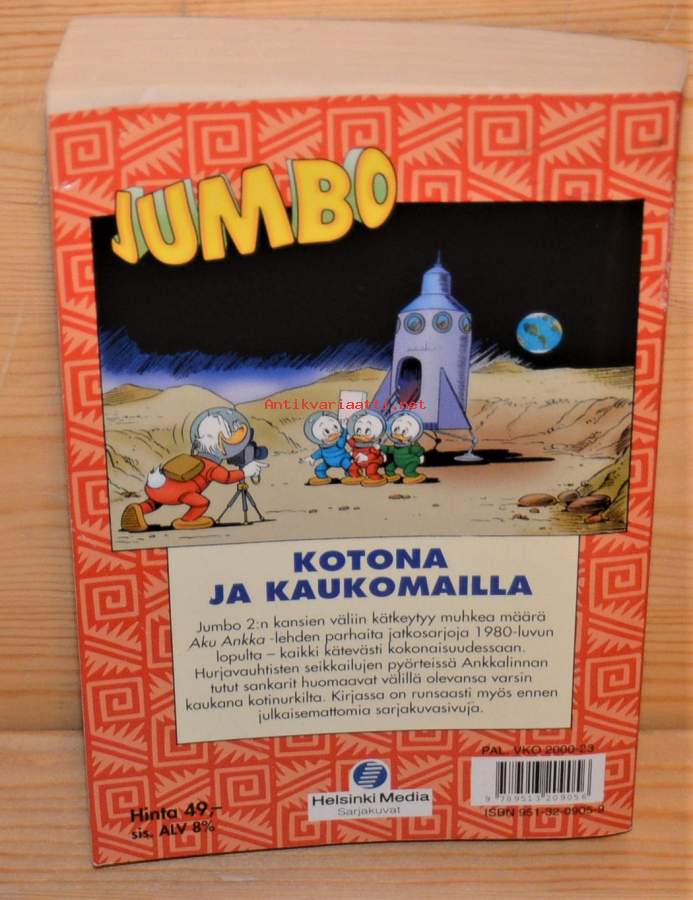 JUMBO
Antikvariaatti.net
KOTONA
JA KAUKOMAILLA
Jumbo 2:n kansien väliin kätkeytyy muhkea määrä
Aku Ankka -lehden parhaita jatkosarjoja 1980-luvun
lopulta – kaikki kätevästi kokonaisuudessaan.
Hurjavauhtisten seikkailujen pyörteissä Ankkalinnan
tutut sankarit huomaavat välillä olevansa varsin
kaukana kotinurkilta. Kirjassa on runsaasti myös ennen
julkaisemattomia sarjakuvasivuja.
PAL. VKO 2000-23
9 789513 209056
ISBN 951-32-0905-9
Helsinki Media
Sarjakuvat
Hinta 49,–
sis. ALV 8%